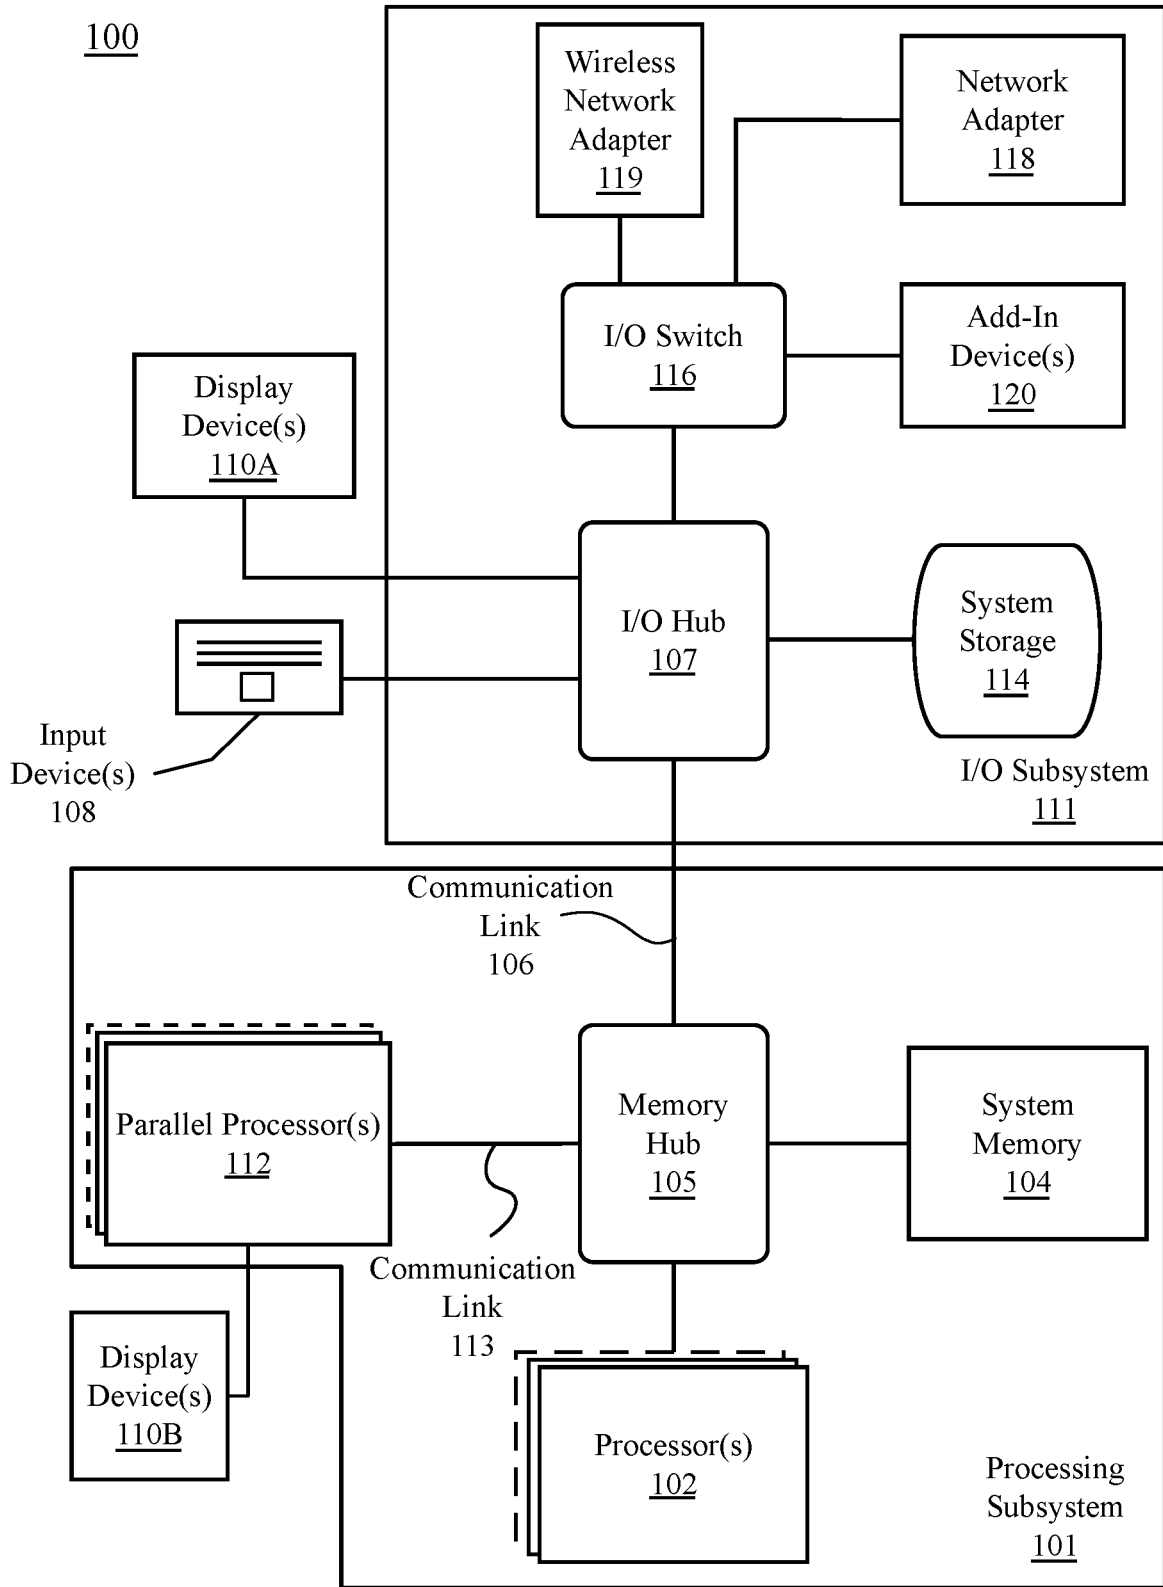 100
Wireless
Network
Adapter
119
Network
Adapter
118
I/O Switch
116
Add-In
Device(s)
120
Display
Device(s)
110A
I/O Hub
107
System
Storage
114
Input
Device(s)
108
I/O Subsystem
111
Communication
Link
106
Parallel Processor(s)
112
Memory
Hub
105
System
Memory
104
Communication
Link
113
Display
Device(s)
110B
Processor(s)
102
Processing
Subsystem
101